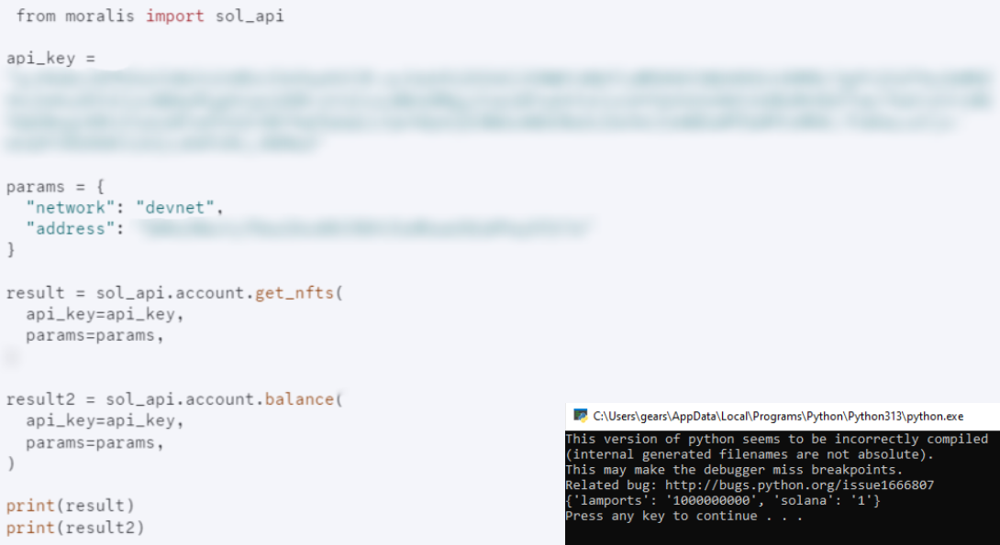 from moralis import sol_api
api_key =
params = {
"network": "devnet",
"address":
}
result = sol_api.account.get_nfts(
api_key=api_key,
params=params,
result2 = sol_api.account.balance(
api_key=api_key,
params=params,
)
print(result)
print(result2)
C:\Users\gears\AppData\Local\Programs\Python\Python313\python.exe
This version of python seems to be incorrectly compiled
(internal generated filenames are not absolute).
This may make the debugger miss breakpoints.
Related bug: http://bugs.python.org/issue1666807
{'lamports': '1000000000', 'solana': '1'}
Press any key to continue . . .